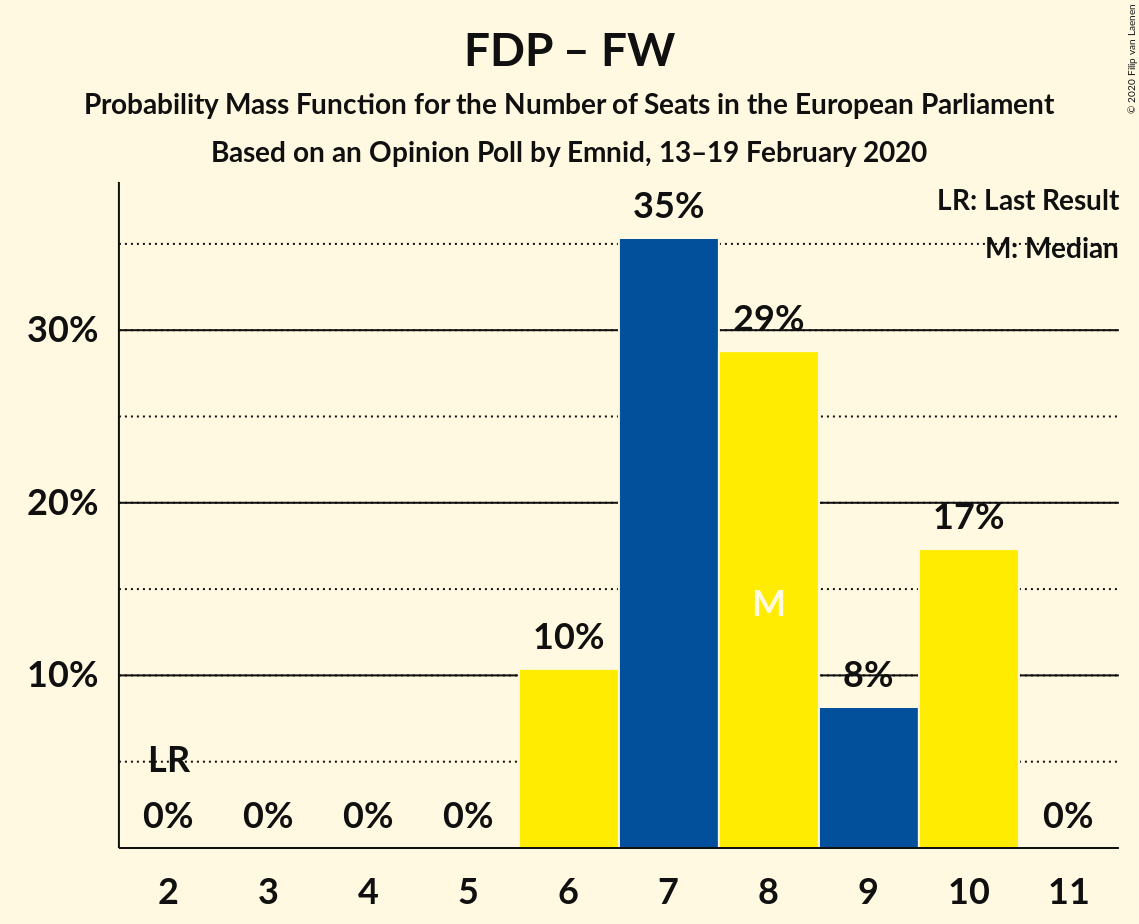 FDP – FW
Probability Mass Function for the Number of Seats in the European Parliament
Based on an Opinion Poll by Emnid, 13–19 February 2020
© 2020 Filip van Laenen
LR: Last Result
M: Median
35%
29%
17%
10%
8%
M
LR
0%
0%
0%
0%
0%
30%
20%
10%
2 3 4 5 6 7 8 9 10 11